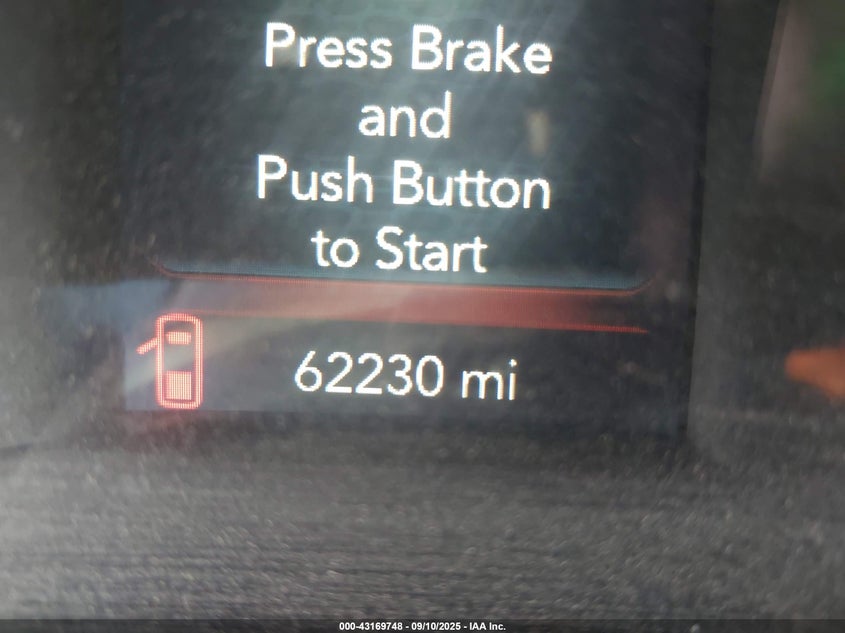 Press Brake
and
Push Button
to Start
62230 mi
000-43169748 - 09/10/2025 - IAA Inc.